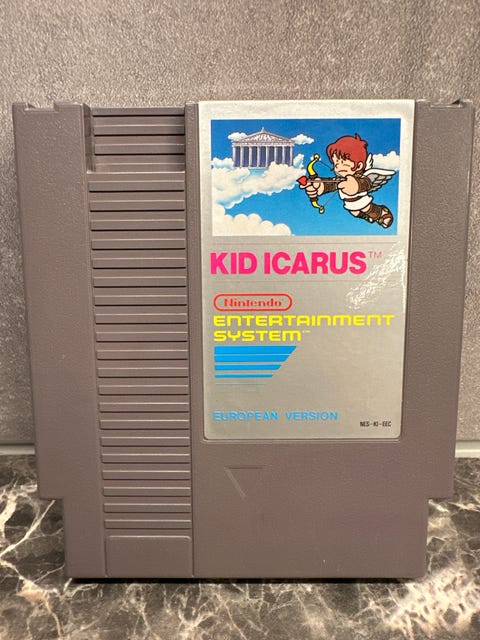 KID ICARUS™
Nintendo
ENTERTAINMENT
SYSTEM™
EUROPEAN VERSION
NES-KI-EEC